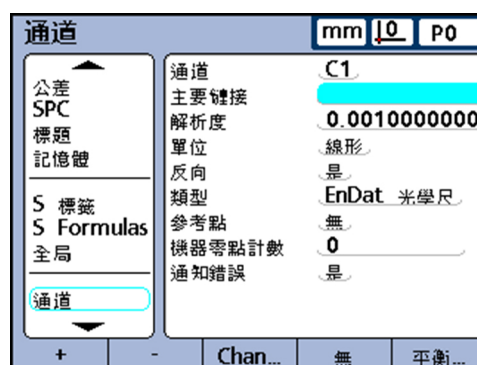 通道 mm 0 P0
公差
SPC
標題
記憶體
S 標籤
S Formulas
全局
通道
通道 C1
主要鏈接
解析度 0.0010000000
單位 線形
反向 是
類型 EnDat 光學尺
參考點 無
機器零點計數 0
通知錯誤 是
+ - Chan... 無 平衡...